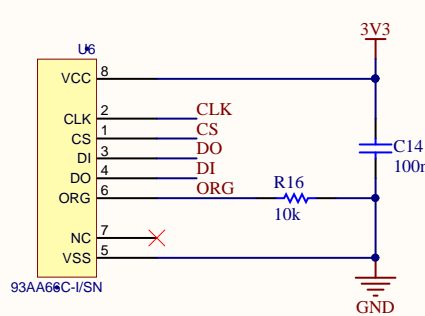 3V3
U6
VCC 8
CLK 2 CLK
CS 1 CS
DI 3 DO
DO 4 DI
ORG 6 ORG
R16
10k
C14
100n
NC 7
VSS 5
93AA66C-I/SN
GND